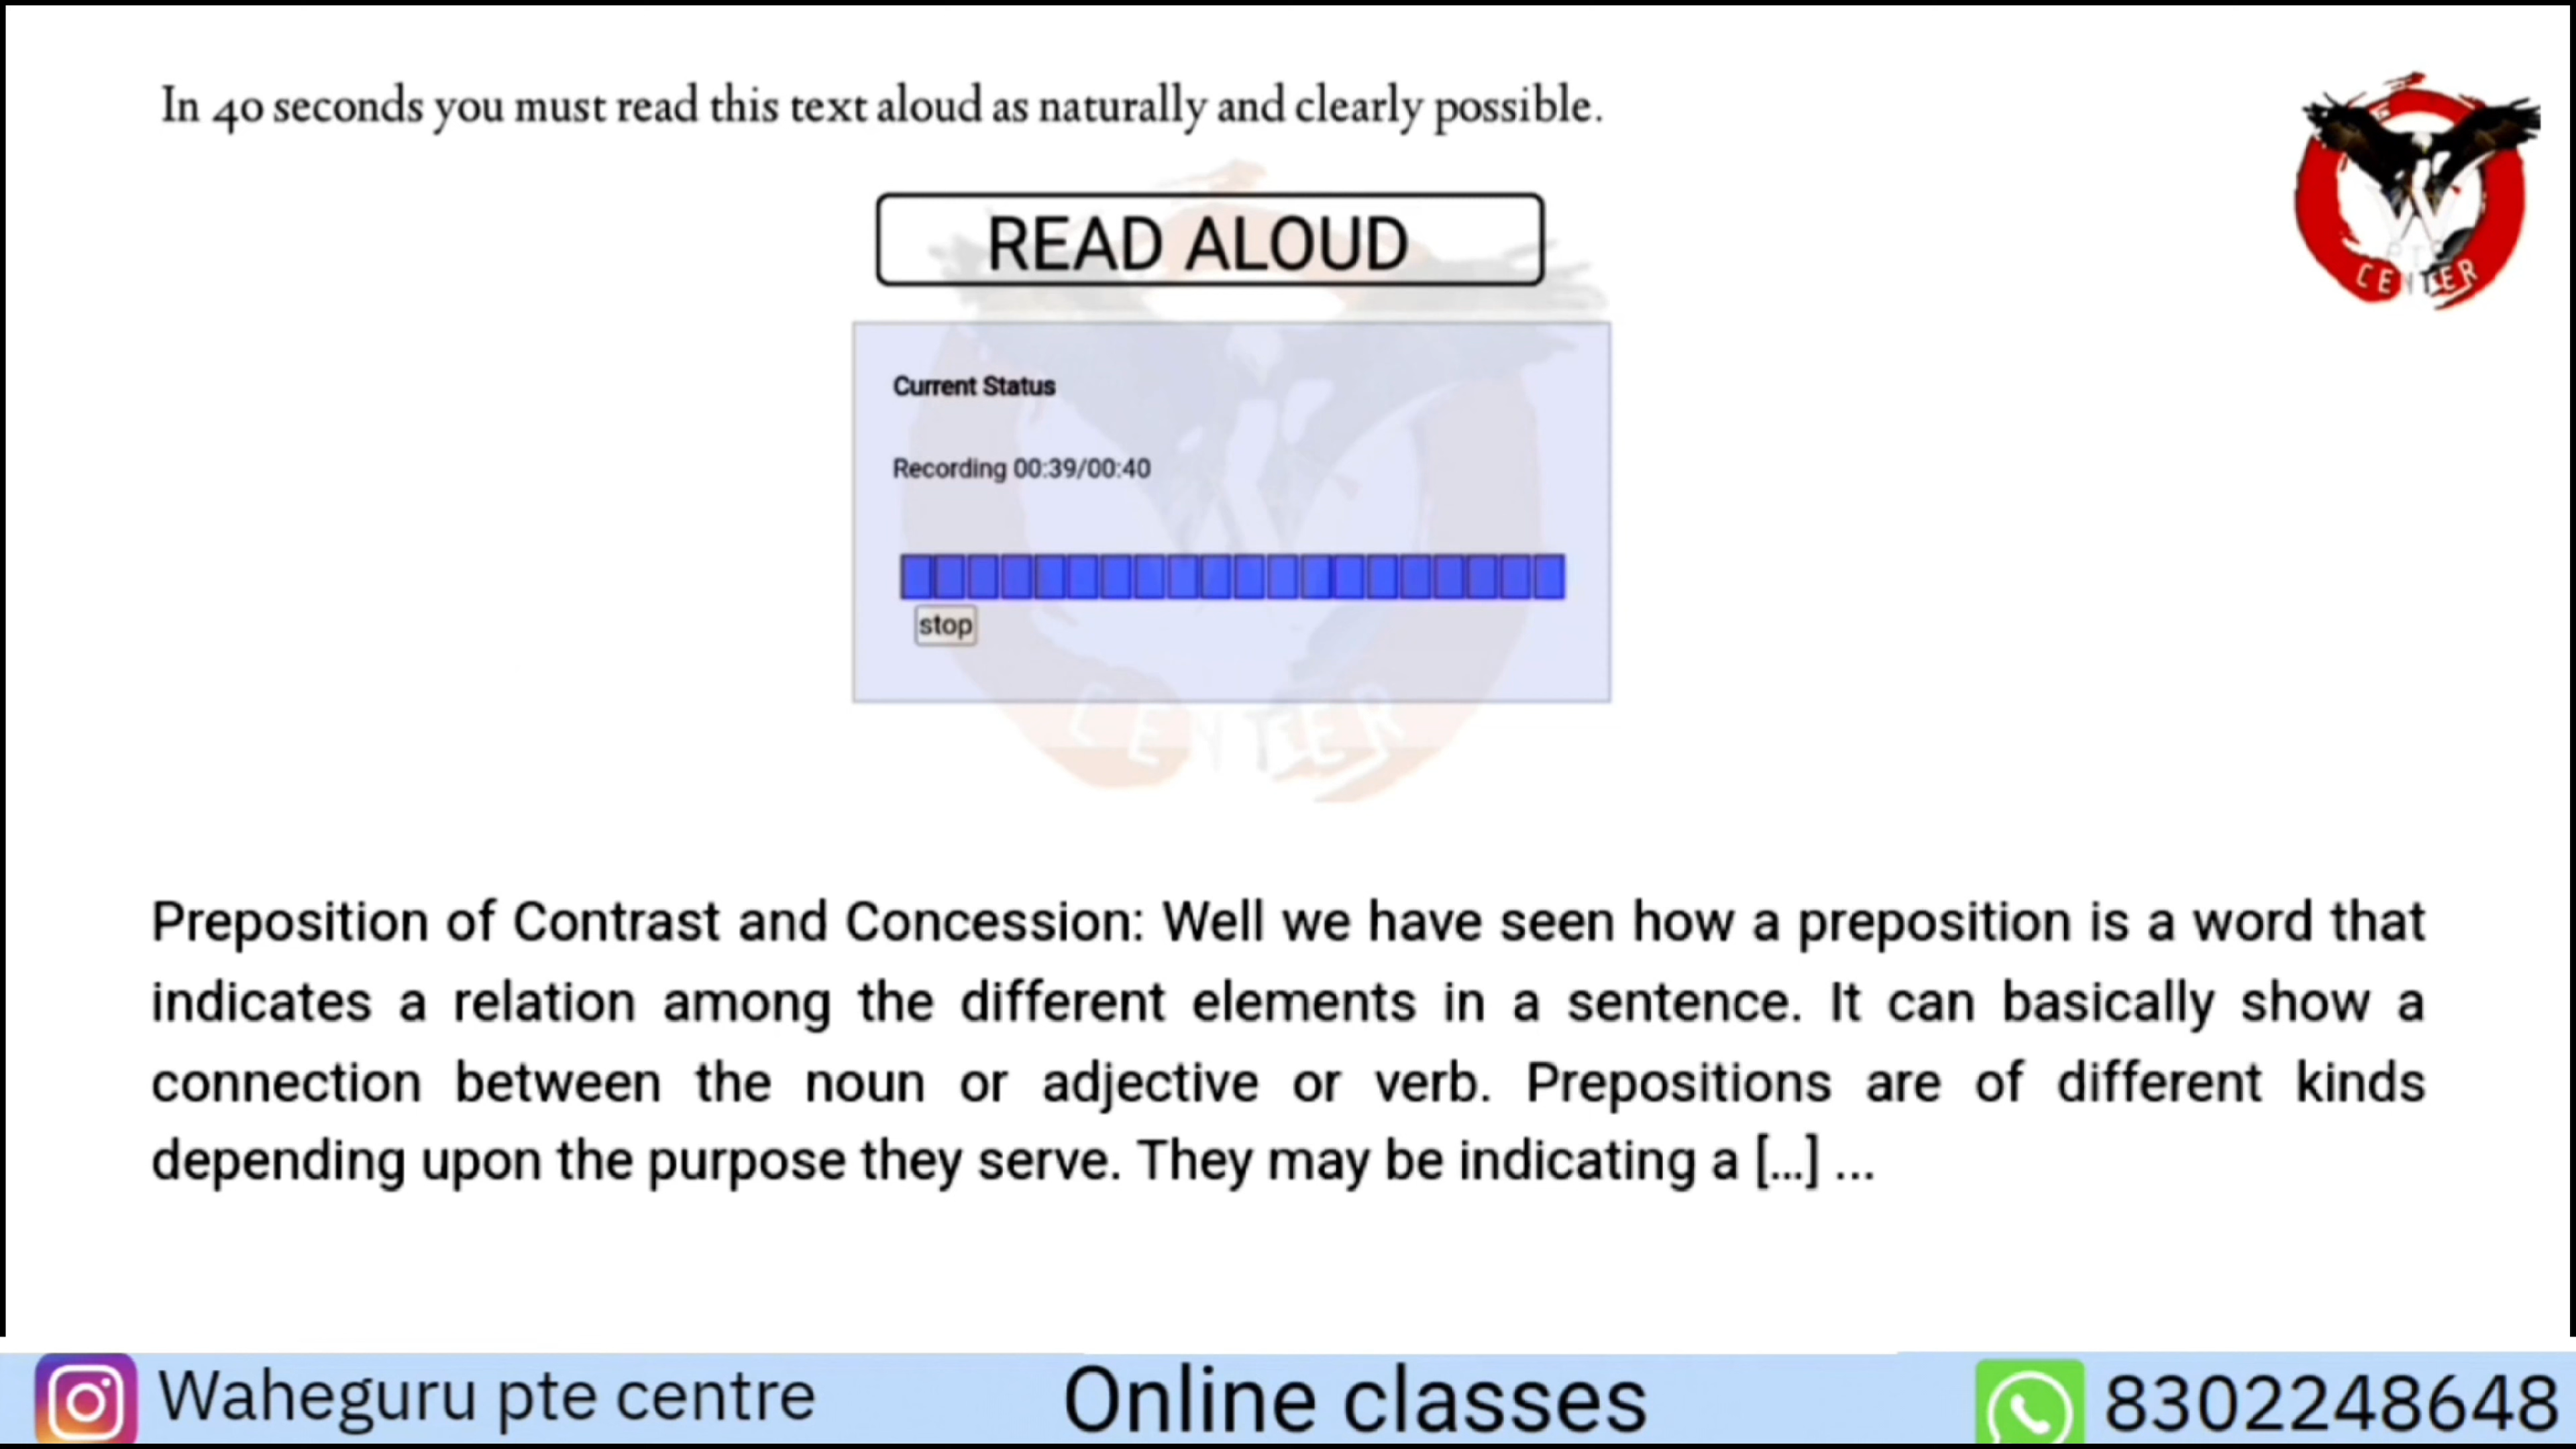 In 40 seconds you must read this text aloud as naturally and clearly possible.
READ ALOUD
Current Status
Recording 00:39/00:40
stop
CENTER
CENTER
Preposition of Contrast and Concession: Well we have seen how a preposition is a word that
indicates a relation among the different elements in a sentence. It can basically show a
connection between the noun or adjective or verb. Prepositions are of different kinds
depending upon the purpose they serve. They may be indicating a [...] ...
Waheguru pte centre
Online classes
8302248648